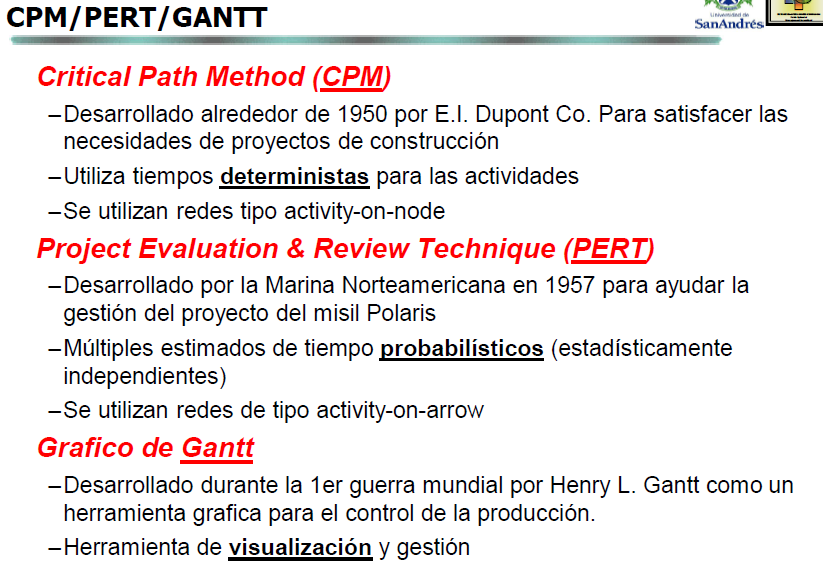 CPM/PERT/GANTT
Universidad de
SanAndrés
Critical Path Method (CPM)
–Desarrollado alrededor de 1950 por E.I. Dupont Co. Para satisfacer las
necesidades de proyectos de construcción
–Utiliza tiempos deterministas para las actividades
–Se utilizan redes tipo activity-on-node
Project Evaluation & Review Technique (PERT)
–Desarrollado por la Marina Norteamericana en 1957 para ayudar la
gestión del proyecto del misil Polaris
–Múltiples estimados de tiempo probabilísticos (estadísticamente
independientes)
–Se utilizan redes de tipo activity-on-arrow
Grafico de Gantt
–Desarrollado durante la 1er guerra mundial por Henry L. Gantt como un
herramienta grafica para el control de la producción.
–Herramienta de visualización y gestión